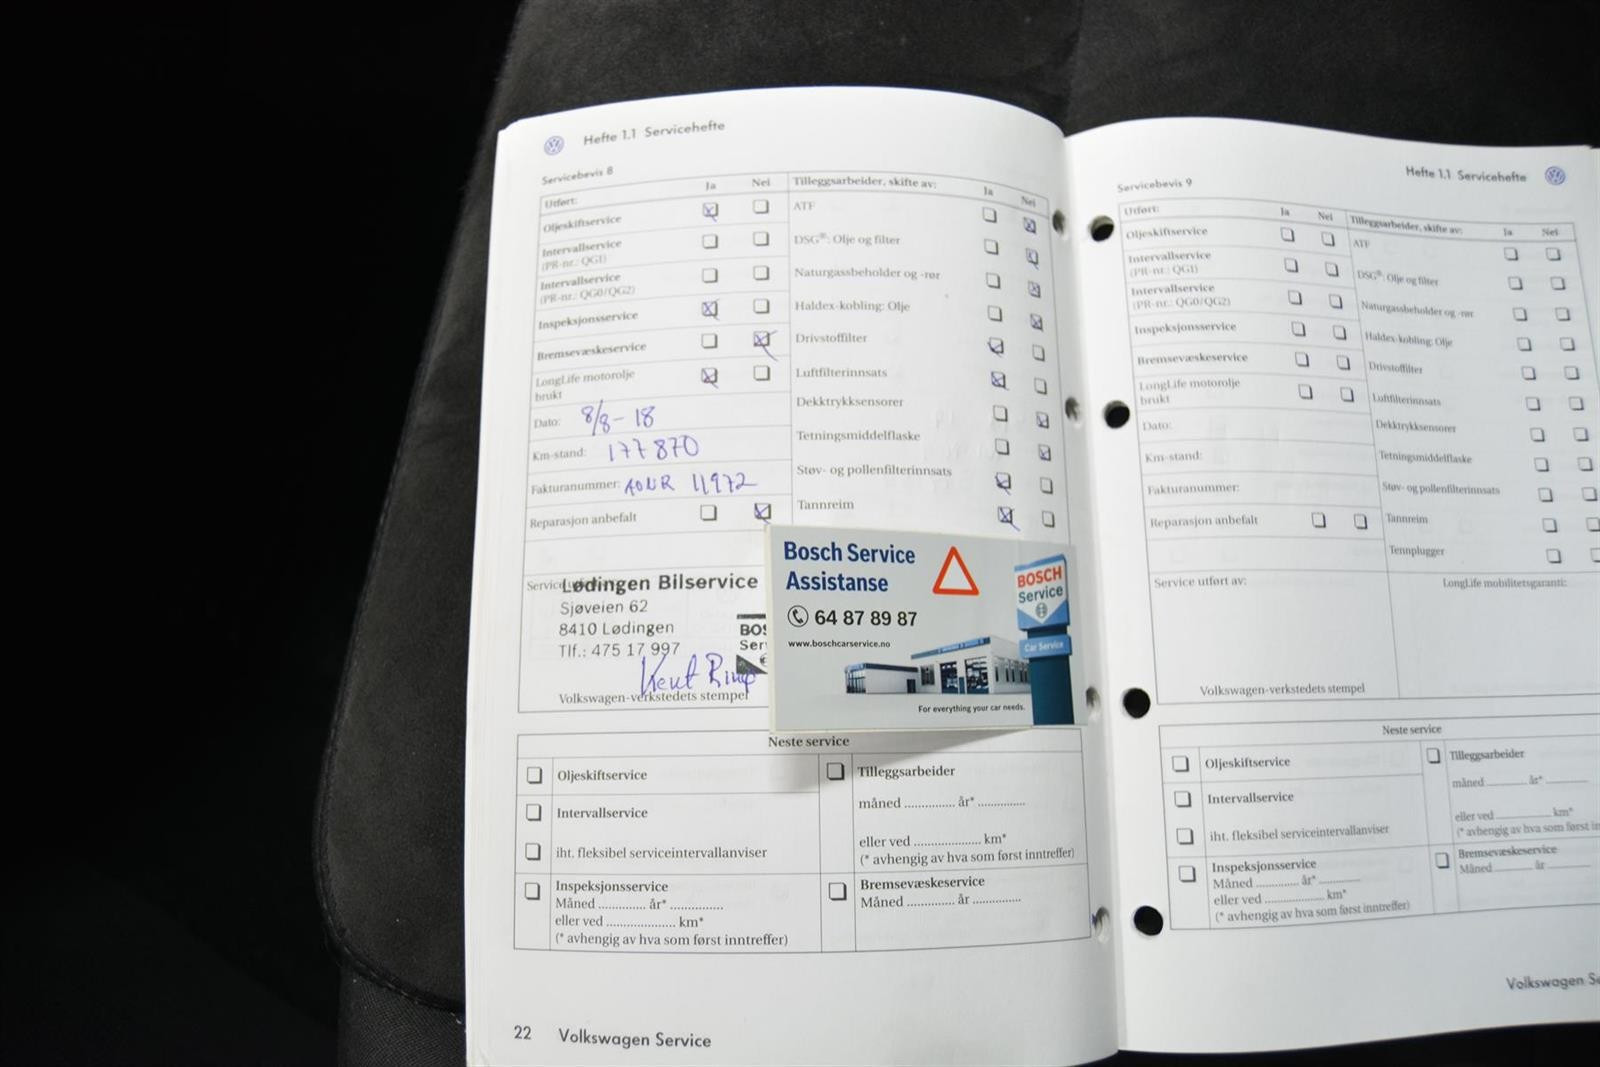 Hefte 1.1 Servicehefte
Servicebevis 8
Utført: Ja Nei
Oljeskiftservice
Intervallservice
(PR-nr.: QG1)
Intervallservice
(PR-nr.: QG0/QG2)
Inspeksjonsservice
Bremsevæskeservice
LongLife motorolje
brukt
Dato: 8/8-18
Km-stand: 177870
Fakturanummer: AONR 11972
Reparasjon anbefalt
Tilleggsarbeider, skifte av: Ja Nei
ATF
DSG®: Olje og filter
Naturgassbeholder og -rør
Haldex-kobling: Olje
Drivstoffilter
Luftfilterinnsats
Dekktrykksensorer
Tetningsmiddelflaske
Støv- og pollenfilterinnsats
Tannreim
Lødingen Bilservice
Sjøveien 62
8410 Lødingen
Tlf.: 475 17 997
Kent
Volkswagen-verkstedets stempel
Bosch Service
Assistanse
64 87 89 87
www.boschcarservice.no
BOSCH
Service
Car Service
For everything your car needs.
Neste service
Oljeskiftservice
Intervallservice
iht. fleksibel serviceintervallanviser
Inspeksjonsservice
Måned .............. år* ...............
eller ved .................... km*
(* avhengig av hva som først inntreffer)
Tilleggsarbeider
måned .............. år* .............
eller ved .................... km*
(* avhengig av hva som først inntreffer)
Bremsevæskeservice
Måned ............. år .............
22 Volkswagen Service
Hefte 1.1 Servicehefte
Servicebevis 9
Utført: Ja Nei
Oljeskiftservice
Intervallservice
(PR-nr.: QG1)
Intervallservice
(PR-nr.: QG0/QG2)
Inspeksjonsservice
Bremsevæskeservice
LongLife motorolje
brukt
Dato:
Km-stand:
Fakturanummer:
Reparasjon anbefalt
Tilleggsarbeider, skifte av: Ja Nei
ATF
DSG®: Olje og filter
Naturgassbeholder og -rør
Haldex-kobling: Olje
Drivstoffilter
Luftfilterinnsats
Dekktrykksensorer
Tetningsmiddelflaske
Støv- og pollenfilterinnsats
Tannreim
Tennplugger
Service utført av:
LongLife mobilitetsgaranti:
Volkswagen-verkstedets stempel
Neste service
Oljeskiftservice
Intervallservice
iht. fleksibel serviceintervallanviser
Inspeksjonsservice
Måned ............ år* ............
eller ved .................. km*
(* avhengig av hva som først inntreffer)
Tilleggsarbeider
måned ............ år* ............
eller ved .................. km*
(* avhengig av hva som først
Bremsevæskeservice
Måned ............ år ............
Volkswagen